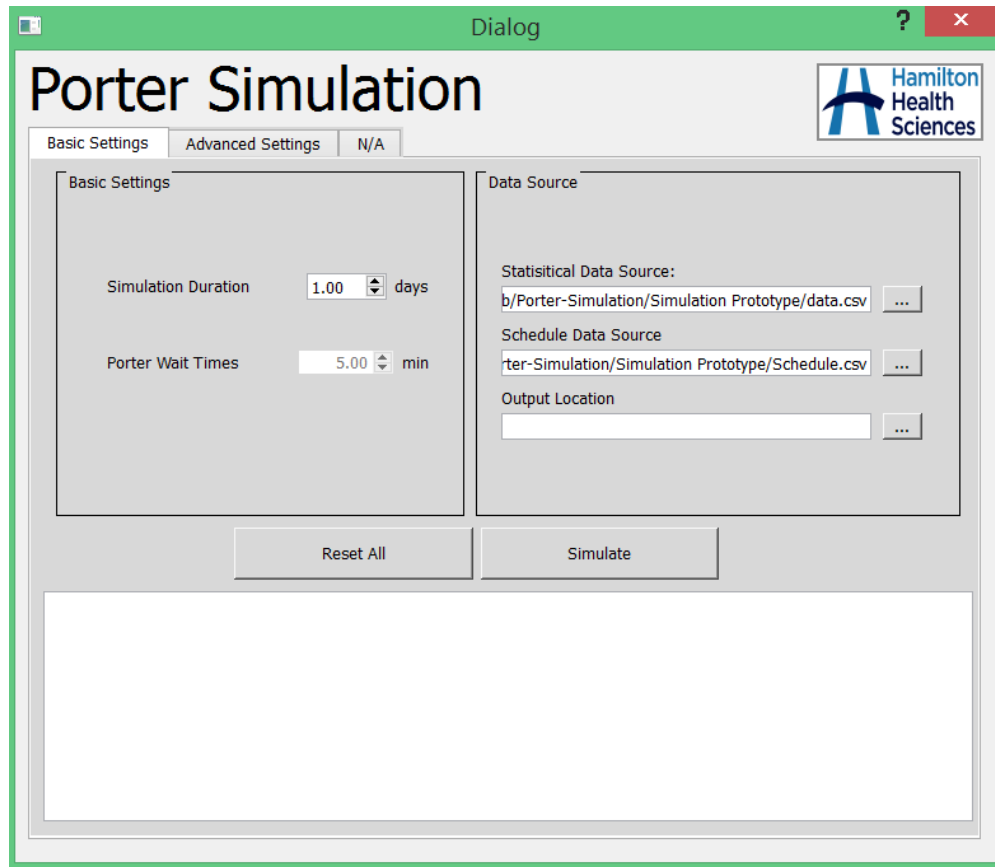 Dialog
?
x
Porter Simulation
Hamilton
Health
Sciences
Basic Settings
Advanced Settings
N/A
Basic Settings
Simulation Duration
1.00
days
Porter Wait Times
5.00
min
Data Source
Statisitical Data Source:
b/Porter-Simulation/Simulation Prototype/data.csv
...
Schedule Data Source
rter-Simulation/Simulation Prototype/Schedule.csv
...
Output Location
...
Reset All
Simulate